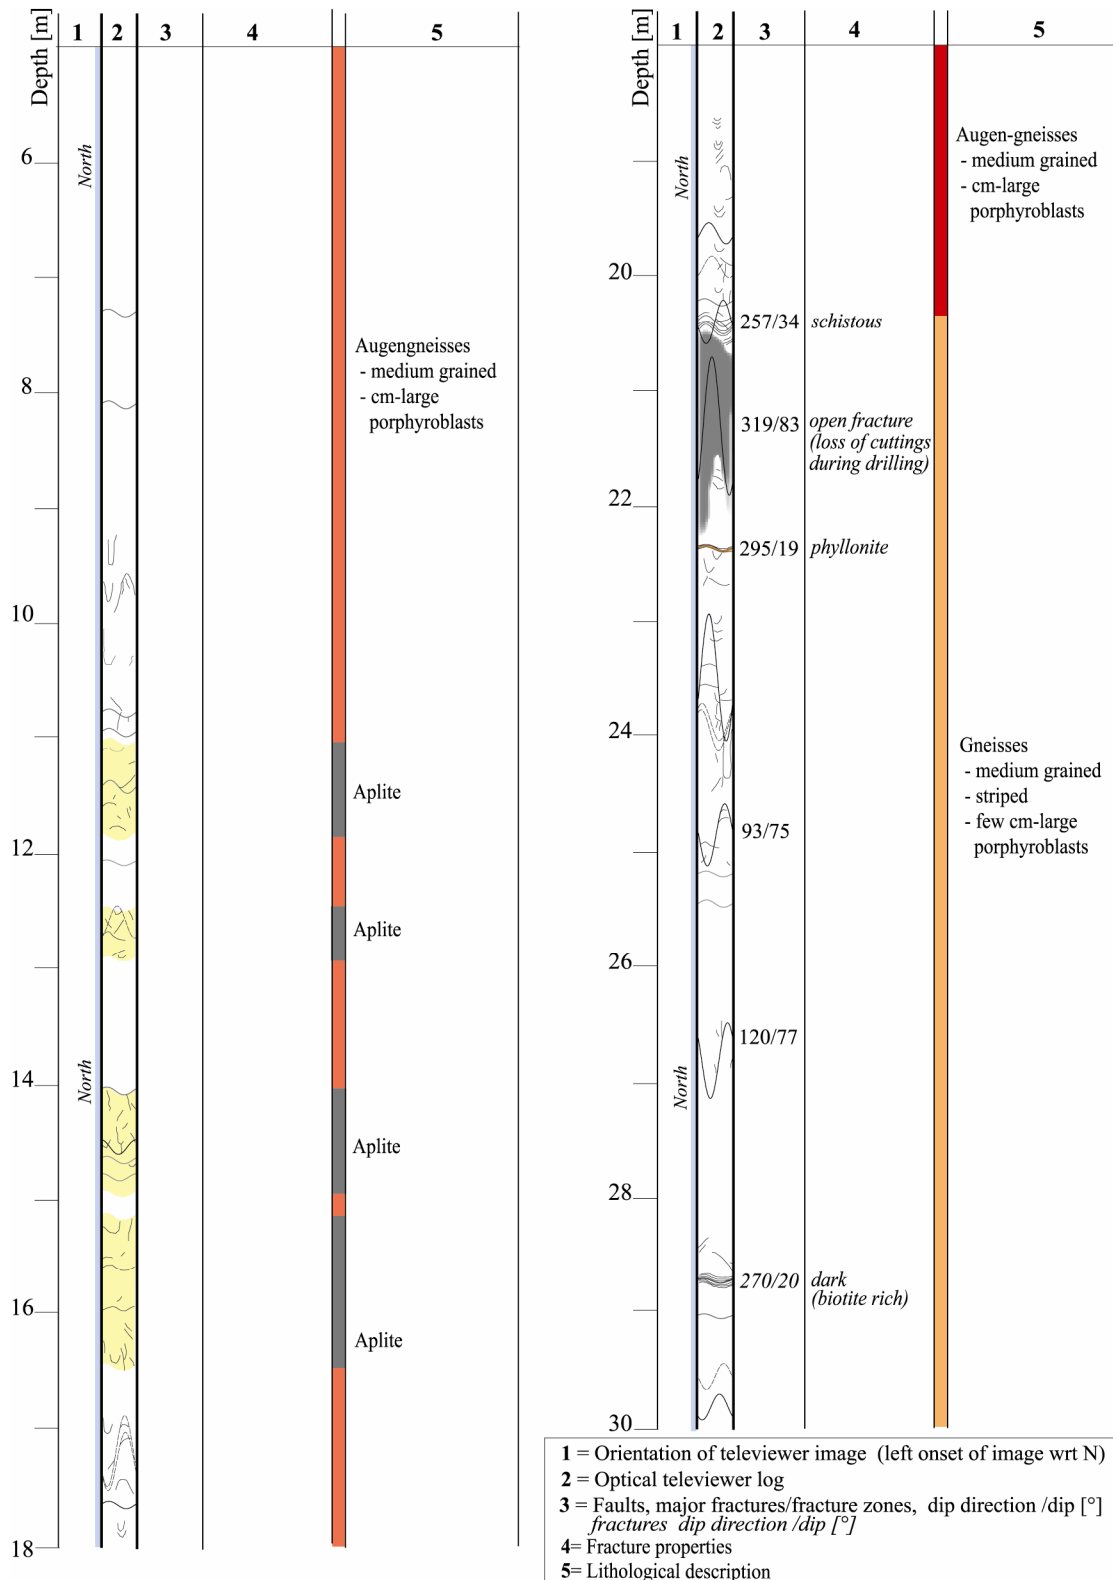 Depth [m]
1 2 3 4 5
North
6
8
Augengneisses
- medium grained
- cm-large
porphyroblasts
10
12
Aplite
Aplite
14
North
Aplite
16
Aplite
18
Depth [m]
1 2 3 4 5
North
Augen-gneisses
- medium grained
- cm-large
porphyroblasts
20
257/34 schistous
319/83 open fracture
(loss of cuttings
during drilling)
22
295/19 phyllonite
24
Gneisses
- medium grained
- striped
- few cm-large
porphyroblasts
93/75
26
120/77
North
28
270/20 dark
(biotite rich)
30
1 = Orientation of televiewer image (left onset of image wrt N)
2 = Optical televiewer log
3 = Faults, major fractures/fracture zones, dip direction /dip [°]
fractures dip direction /dip [°]
4= Fracture properties
5= Lithological description